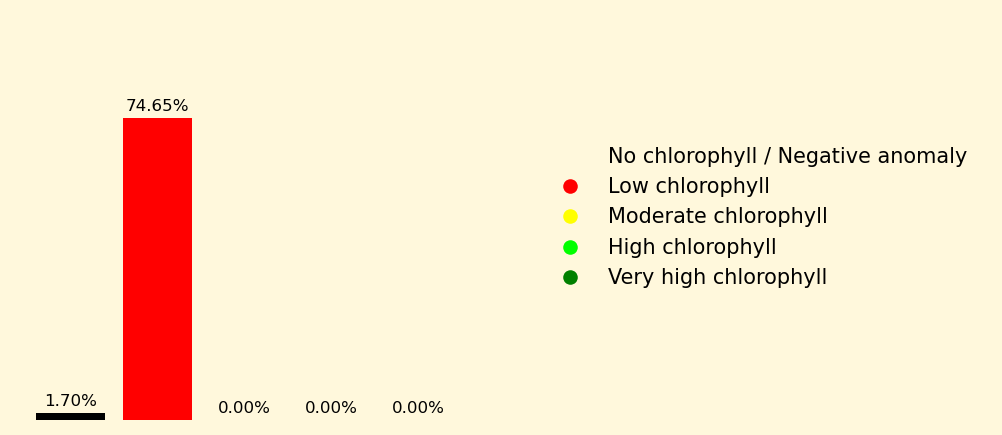 74.65%
1.70%
0.00%
0.00%
0.00%
No chlorophyll / Negative anomaly
Low chlorophyll
Moderate chlorophyll
High chlorophyll
Very high chlorophyll